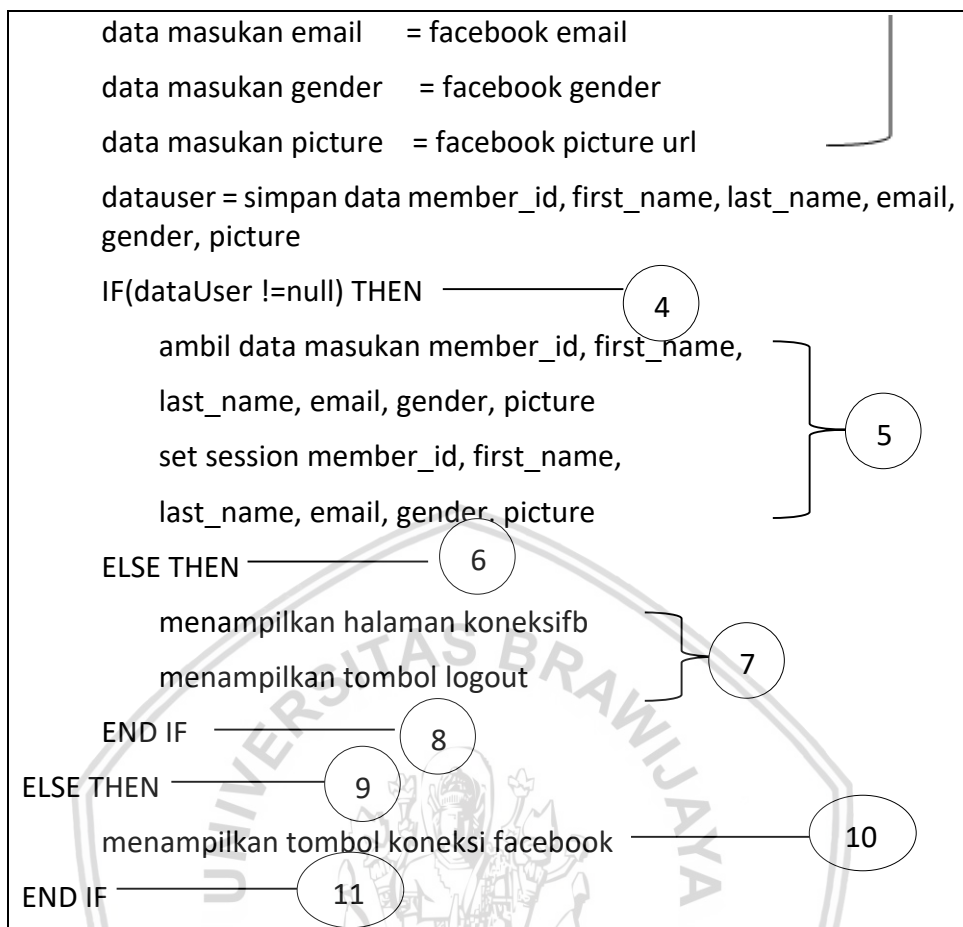 data masukan email = facebook email
data masukan gender = facebook gender
data masukan picture = facebook picture url
datauser = simpan data member_id, first_name, last_name, email,
gender, picture
IF(dataUser !=null) THEN 4
ambil data masukan member_id, first_name,
last_name, email, gender, picture
5
set session member_id, first_name,
last_name, email, gender, picture
ELSE THEN 6
menampilkan halaman koneksifb
7
menampilkan tombol logout
END IF 8
ELSE THEN 9
menampilkan tombol koneksi facebook 10
END IF 11
UNIVERSITAS BRAWIJAYA